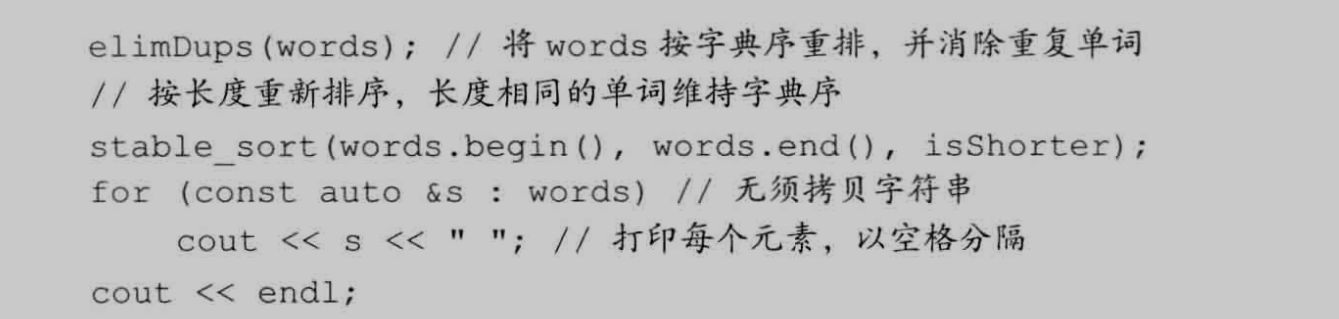 elimDups(words); // 将 words 按字典序重排，并消除重复单词
// 按长度重新排序，长度相同的单词维持字典序
stable_sort(words.begin(), words.end(), isShorter);
for (const auto &s : words) // 无须拷贝字符串
    cout << s << " "; // 打印每个元素，以空格分隔
cout << endl;